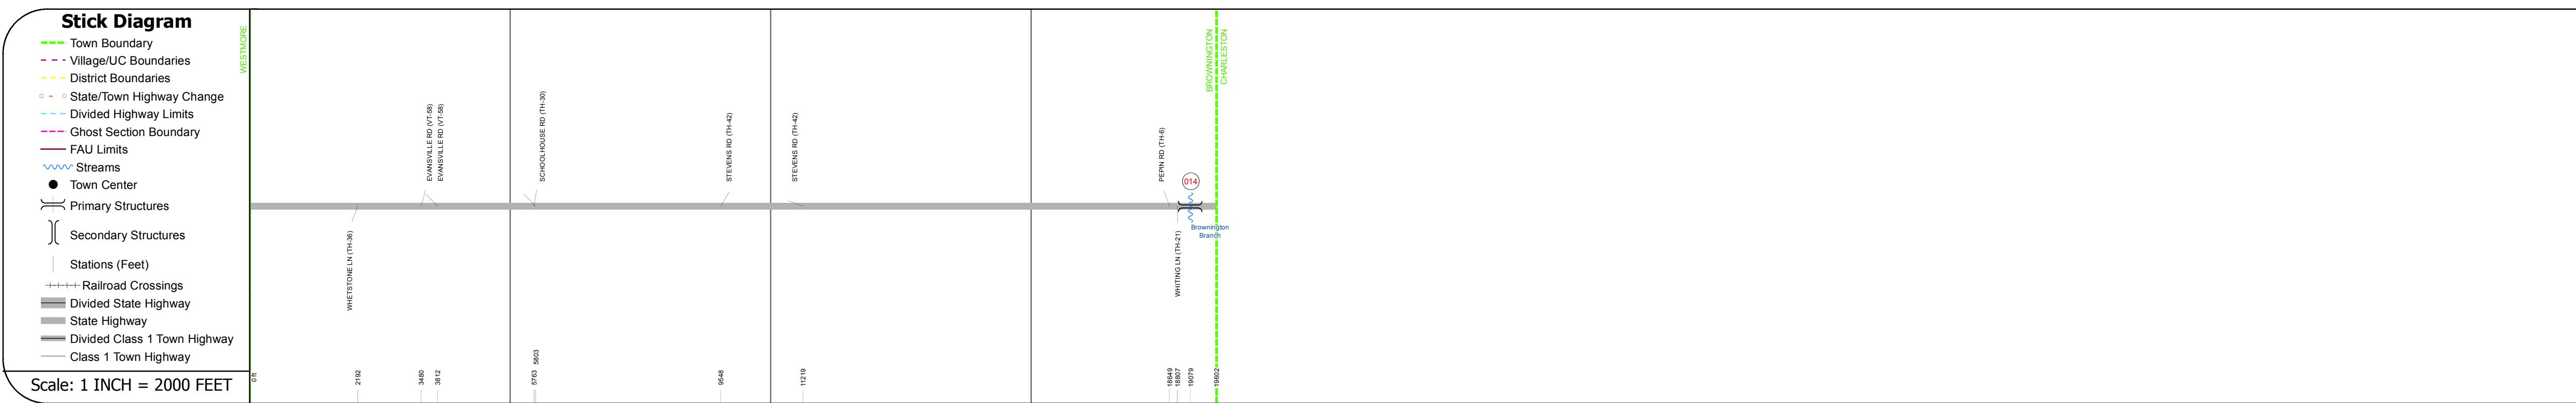 Stick Diagram
Town Boundary
Village/UC Boundaries
District Boundaries
State/Town Highway Change
Divided Highway Limits
Ghost Section Boundary
FAU Limits
Streams
Town Center
Primary Structures
Secondary Structures
Stations (Feet)
Railroad Crossings
Divided State Highway
State Highway
Divided Class 1 Town Highway
Class 1 Town Highway
Scale: 1 INCH = 2000 FEET
WESTMORE
WHETSTONE LN (TH-36)
EVANSVILLE RD (VT-58)
EVANSVILLE RD (VT-58)
SCHOOLHOUSE RD (TH-30)
STEVENS RD (TH-42)
STEVENS RD (TH-42)
PEPIN RD (TH-6)
WHITING LN (TH-21)
014
Brownington
Branch
BROWNINGTON
CHARLESTON
0 ft
2192
3480
3812
5763
5803
9548
11219
18649
18807
19079
19602